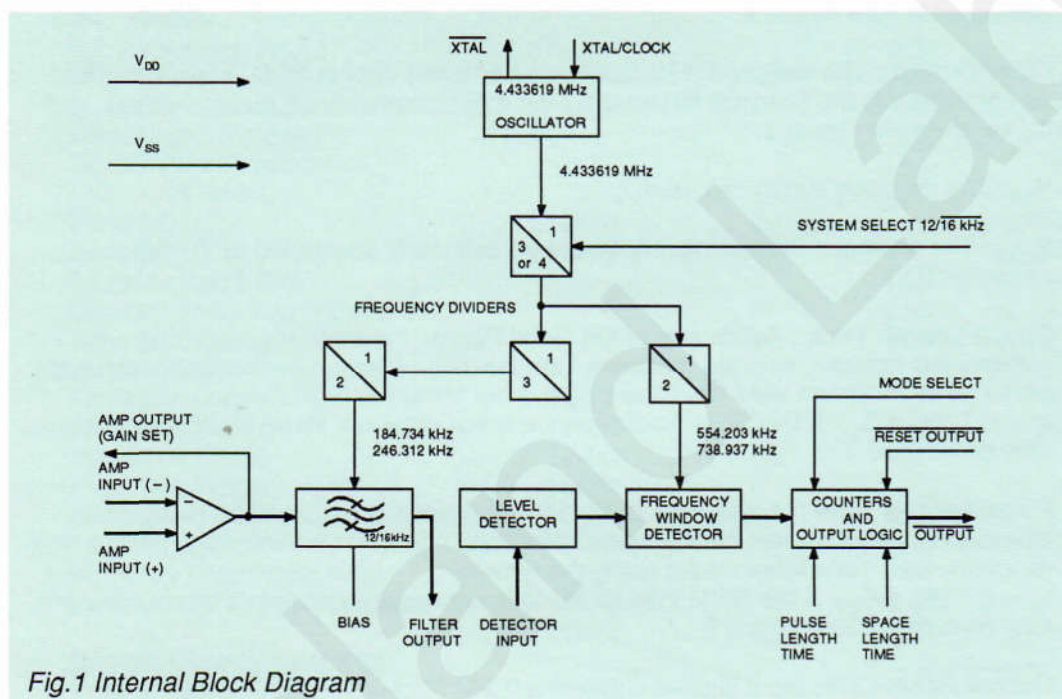 V_DD
V_SS
XTAL
XTAL/CLOCK
4.433619 MHz
OSCILLATOR
4.433619 MHz
SYSTEM SELECT 12/16 kHz
3
or 4
1
FREQUENCY DIVIDERS
2
1
3
1
2
1
184.734 kHz
246.312 kHz
554.203 kHz
738.937 kHz
MODE SELECT
RESET OUTPUT
AMP OUTPUT
(GAIN SET)
AMP
INPUT (–)
–
+
AMP
INPUT (+)
12/16kHz
LEVEL
DETECTOR
FREQUENCY
WINDOW
DETECTOR
COUNTERS
AND
OUTPUT LOGIC
OUTPUT
BIAS
FILTER
OUTPUT
DETECTOR
INPUT
PULSE
LENGTH
TIME
SPACE
LENGTH
TIME
Fig.1 Internal Block Diagram
land Lab